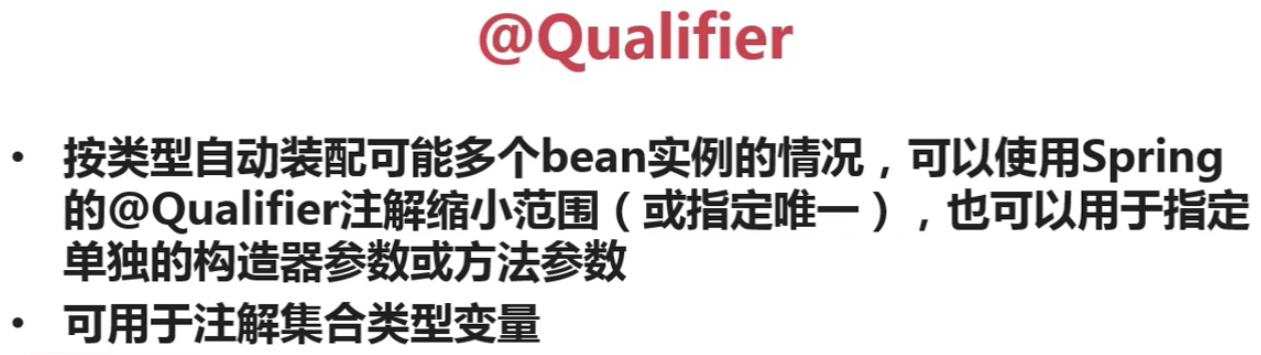 @Qualifier
• 按类型自动装配可能多个bean实例的情况，可以使用Spring
的@Qualifier注解缩小范围（或指定唯一），也可以用于指定
单独的构造器参数或方法参数
• 可用于注解集合类型变量